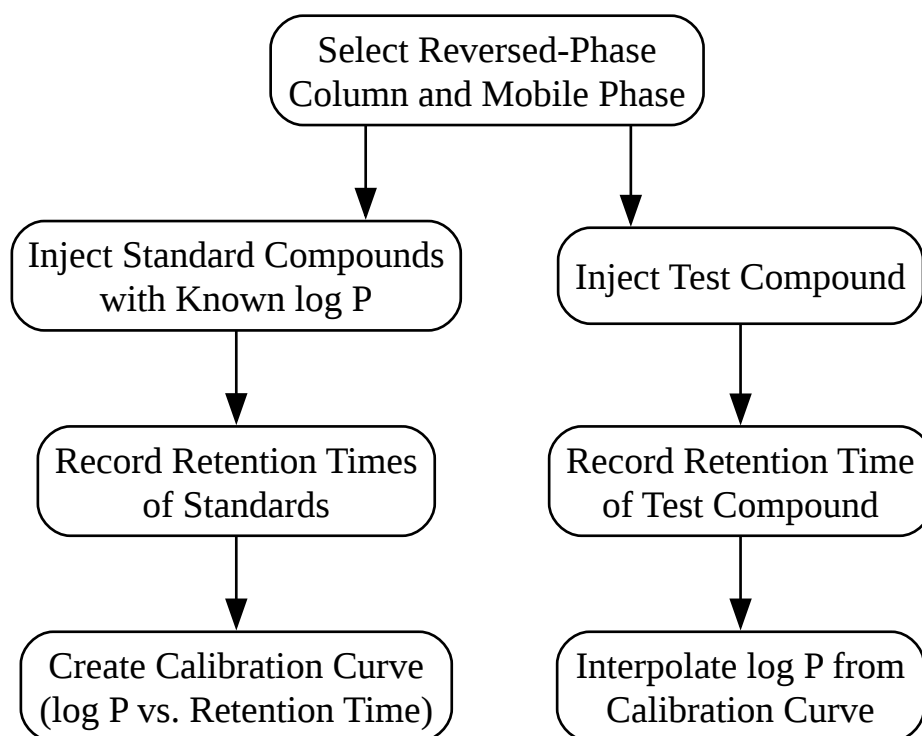 Select Reversed-Phase
Column and Mobile Phase
Inject Standard Compounds
with Known log P
Inject Test Compound
Record Retention Times
of Standards
Record Retention Time
of Test Compound
Create Calibration Curve
(log P vs. Retention Time)
Interpolate log P from
Calibration Curve